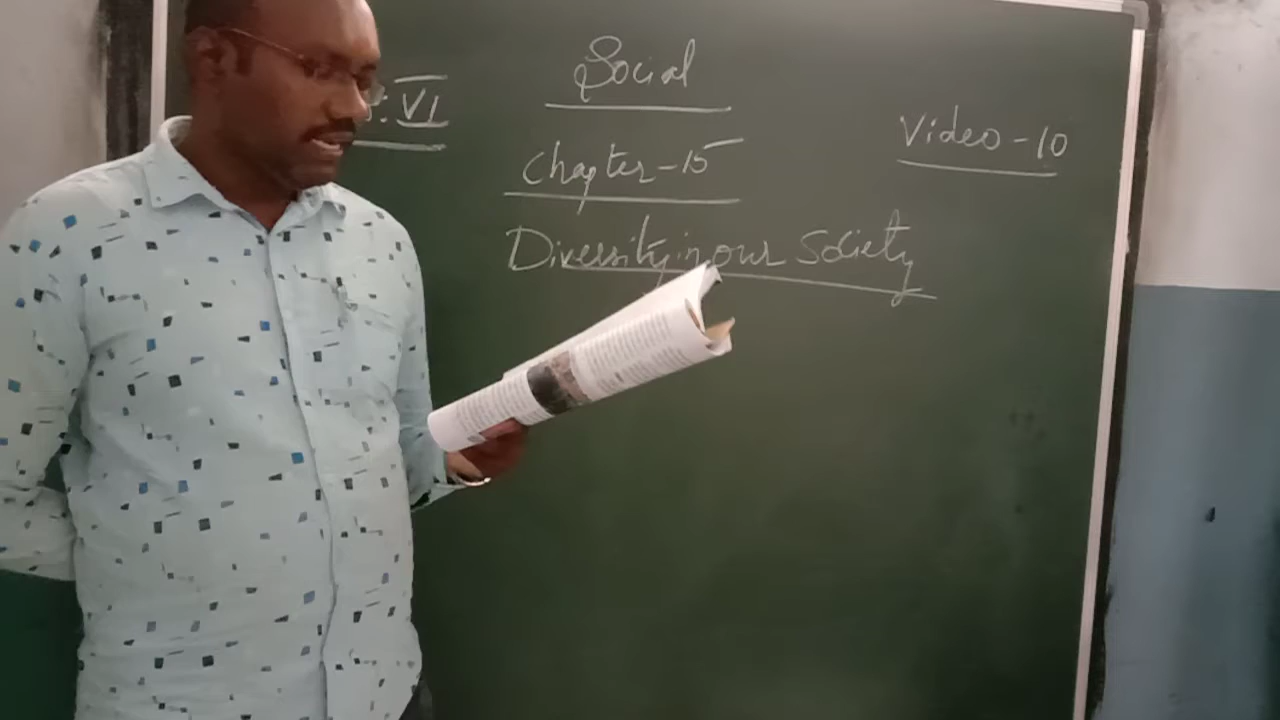 Social
: VI
Chapter-15
Video-10
Diversity in our Society